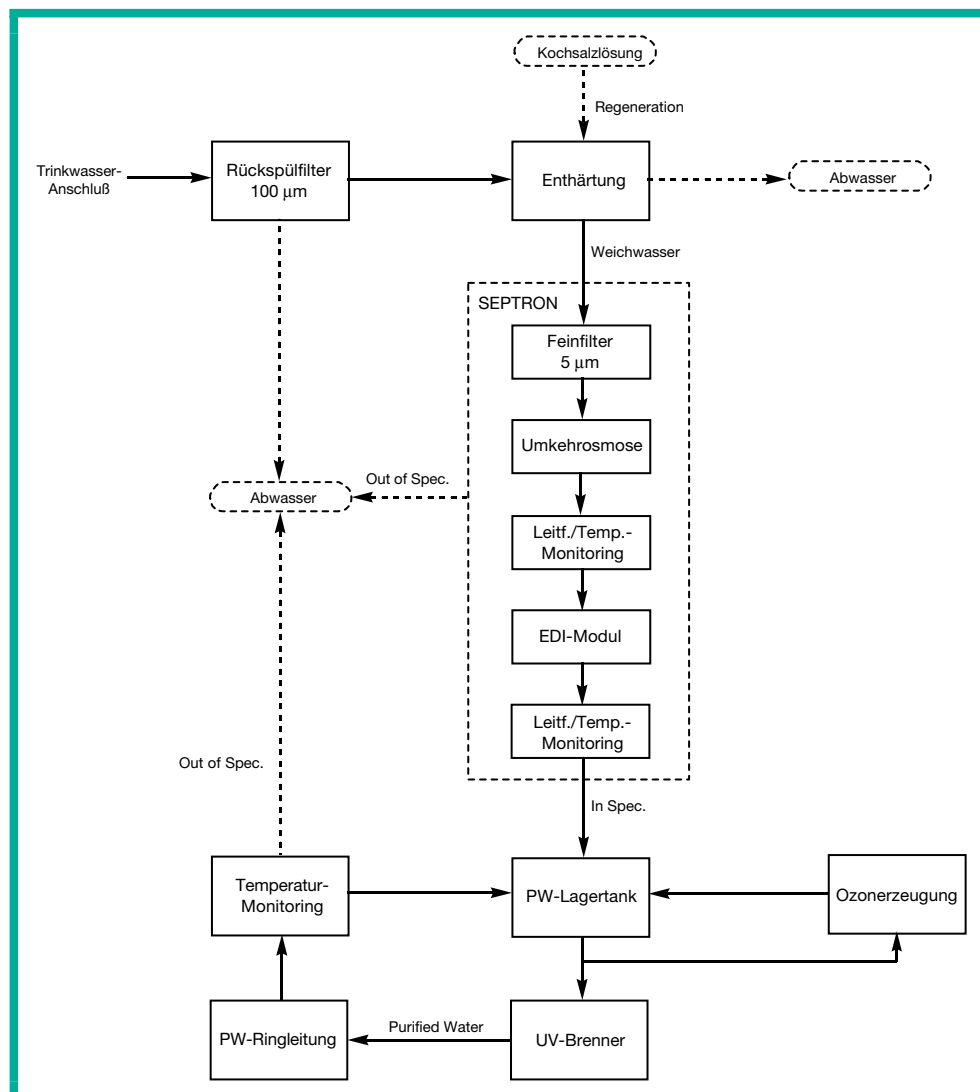 Kochsalzlösung
Regeneration
Trinkwasser-
Anschluß
Rückspülfilter
100 μm
Enthärtung
Abwasser
Weichwasser
SEPTRON
Feinfilter
5 μm
Umkehrosmose
Out of Spec.
Abwasser
Leitf./Temp.-
Monitoring
EDI-Modul
Leitf./Temp.-
Monitoring
Out of Spec.
In Spec.
Temperatur-
Monitoring
PW-Lagertank
Ozonerzeugung
PW-Ringleitung
Purified Water
UV-Brenner